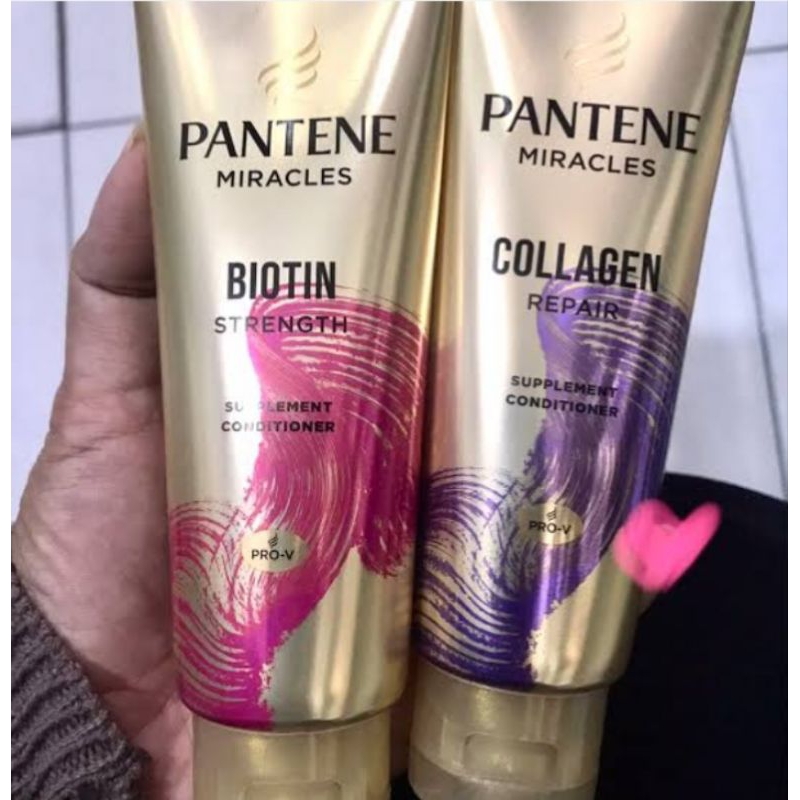 PANTENE
MIRACLES
BIOTIN
STRENGTH
SUPPLEMENT
CONDITIONER
PRO-V
PANTENE
MIRACLES
COLLAGEN
REPAIR
SUPPLEMENT
CONDITIONER
PRO-V